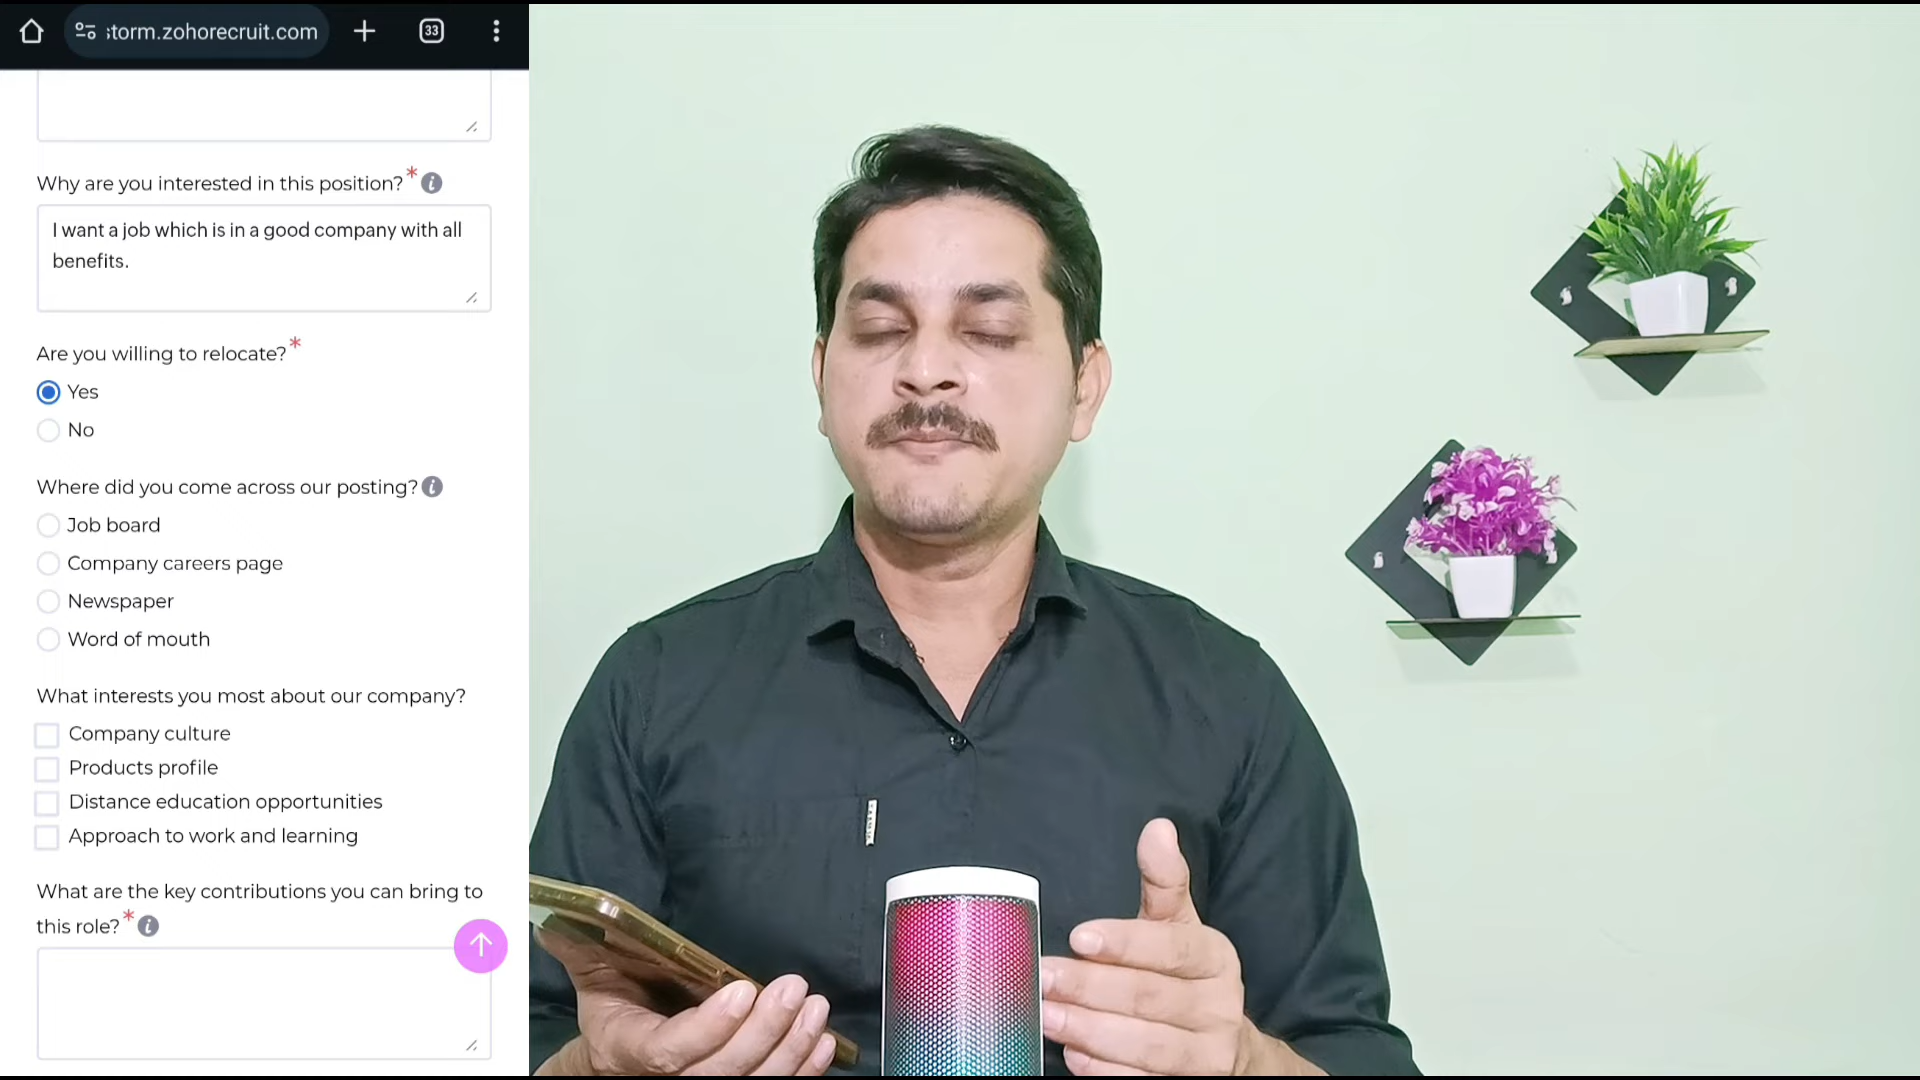 storm.zohorecruit.com
33
Why are you interested in this position?*
I want a job which is in a good company with all
benefits.
Are you willing to relocate?*
Yes
No
Where did you come across our posting?
Job board
Company careers page
Newspaper
Word of mouth
What interests you most about our company?
Company culture
Products profile
Distance education opportunities
Approach to work and learning
What are the key contributions you can bring to
this role?*